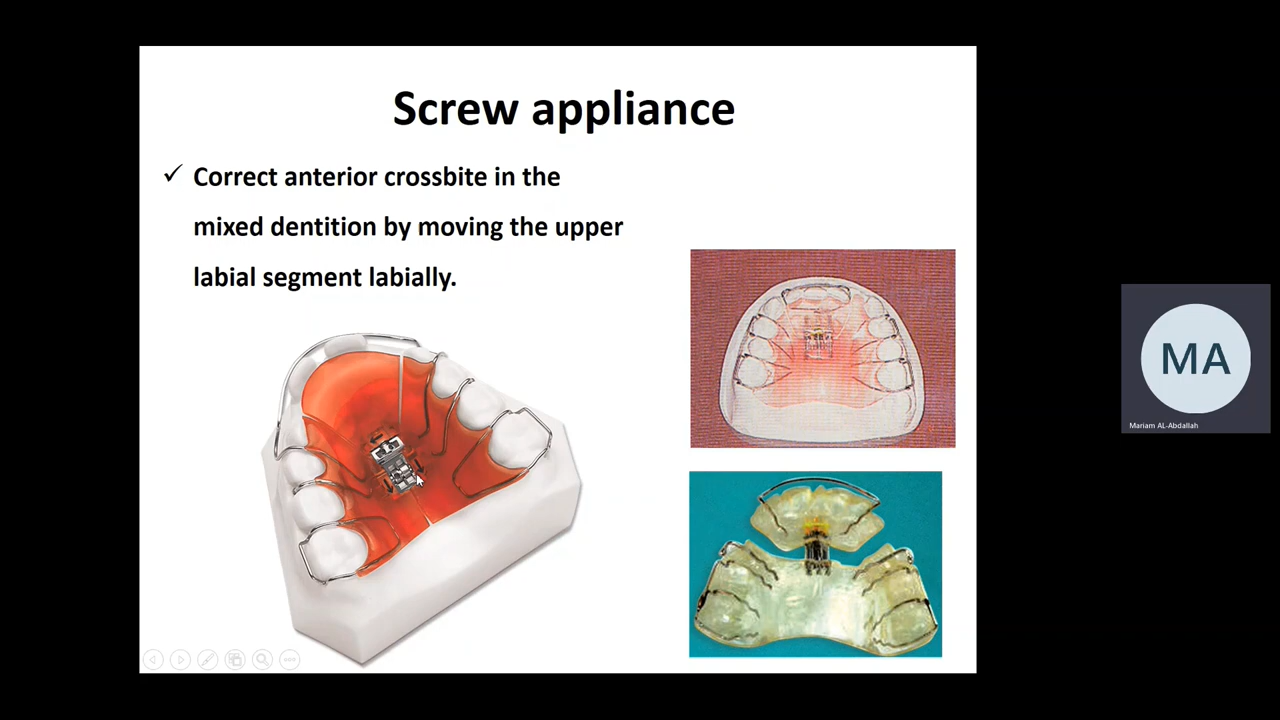 Screw appliance
✓ Correct anterior crossbite in the
mixed dentition by moving the upper
labial segment labially.
MA
Mariam AL-Abdallah